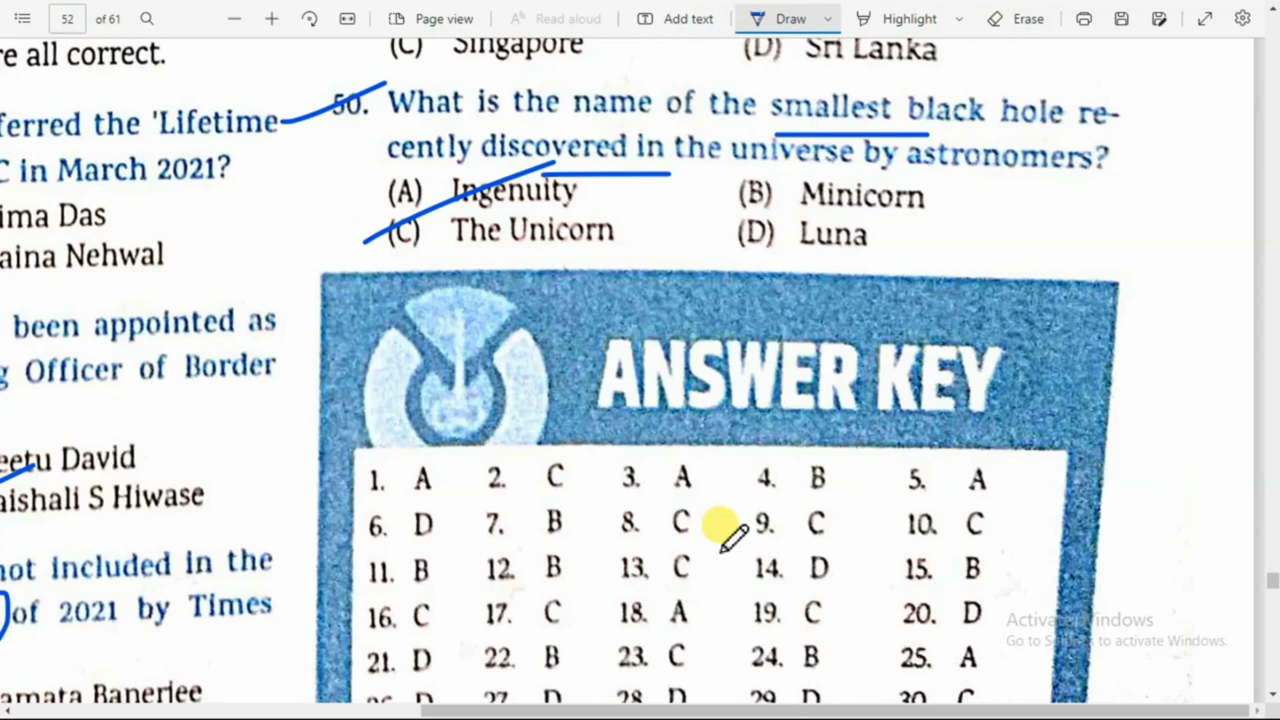 52 of 61 Page view Read aloud Add text Draw Highlight Erase
re all correct.
ferred the 'Lifetime
C in March 2021?
ima Das
aina Nehwal
been appointed as
g Officer of Border
eetu David
aishali S Hiwase
not included in the
of 2021 by Times
amata Banerjee
(C) Singapore (D) Sri Lanka
50. What is the name of the smallest black hole re-
cently discovered in the universe by astronomers?
(A) Ingenuity (B) Minicorn
(C) The Unicorn (D) Luna
ANSWER KEY
1. A 2. C 3. A 4. B 5. A
6. D 7. B 8. C 9. C 10. C
11. B 12. B 13. C 14. D 15. B
16. C 17. C 18. A 19. C 20. D
21. D 22. B 23. C 24. B 25. A
27. D 28. D 29. D 30. C
Activate Windows
Go to Settings to activate Windows.